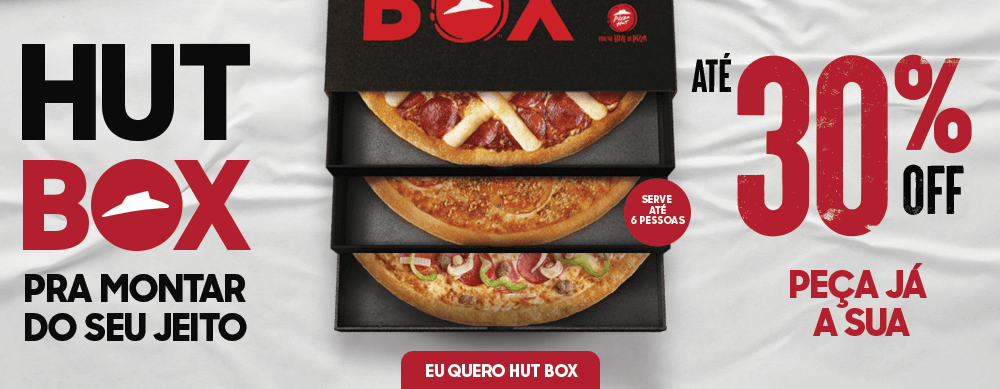 HUT
BOX
PRA MONTAR
DO SEU JEITO
BOX
Pizza
Hut
SERVE
ATÉ
6 PESSOAS
EU QUERO HUT BOX
ATÉ
30%
OFF
PEÇA JÁ
A SUA